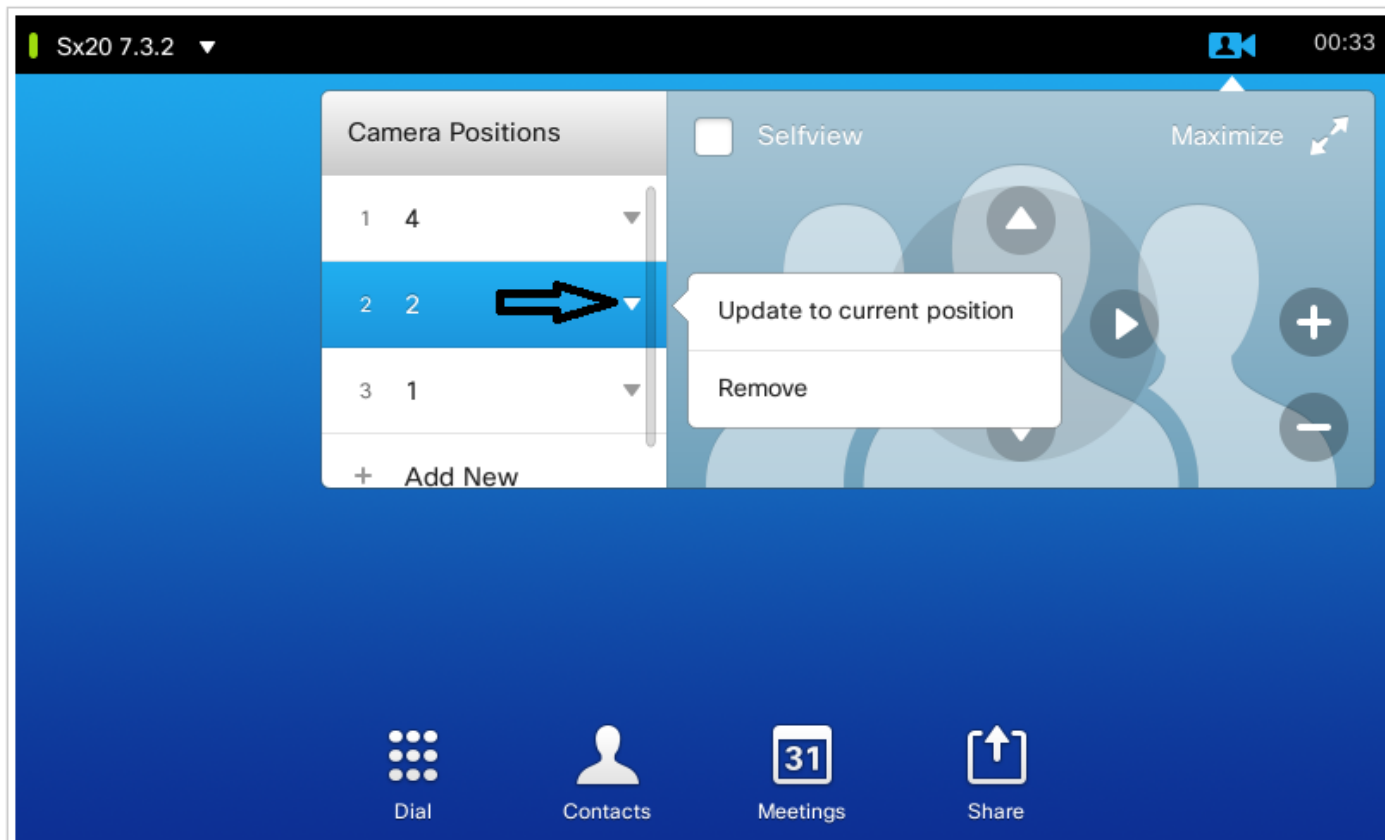 Sx20 7.3.2
00:33
Camera Positions
Selfview
Maximize
1 4
2 2
Update to current position
3 1
Remove
+ Add New
31
Dial
Contacts
Meetings
Share